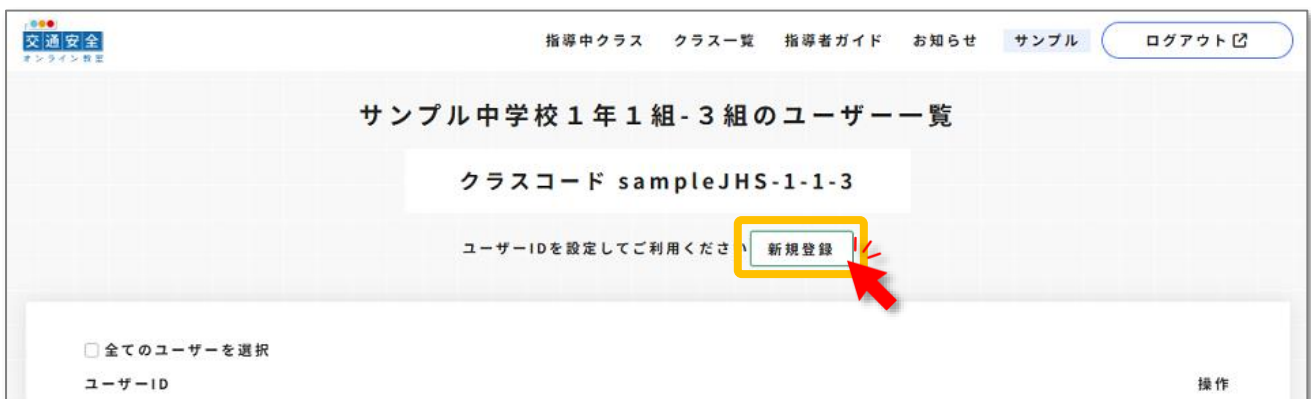 交通安全
オンライン教室
指導中クラス クラス一覧 指導者ガイド お知らせ サンプル ログアウト
サンプル中学校１年１組-３組のユーザー一覧
クラスコード sampleJHS-1-1-3
ユーザーIDを設定してご利用ください 新規登録
全てのユーザーを選択
ユーザーID 操作